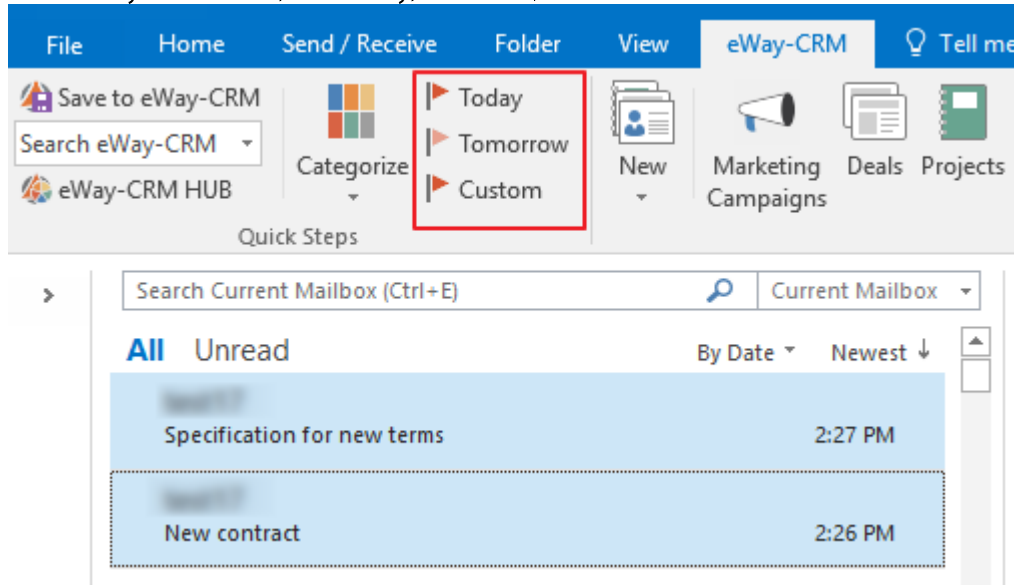 File Home Send / Receive Folder View eWay-CRM Tell me
Save to eWay-CRM
Search eWay-CRM
eWay-CRM HUB
Categorize
Today
Tomorrow
Custom
New
Marketing
Campaigns
Deals
Projects
Quick Steps
Search Current Mailbox (Ctrl+E) Current Mailbox
All Unread By Date Newest
Specification for new terms 2:27 PM
New contract 2:26 PM